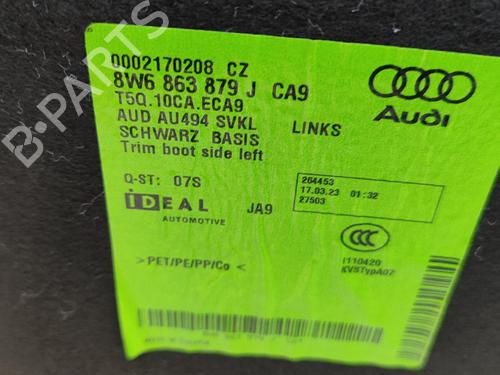 0002170208 CZ
8W6 863 879 J CA9
T5Q.10CA.ECA9
AUD AU494 SVKL LINKS
SCHWARZ BASIS
Trim boot side left
Audi
Q-ST: 07S
IDEAL
AUTOMOTIVE
JA9
264453
17.03.23 01:32
27503
CCC
I110420
KVSTypA02
>PET/PE/PP/Co <